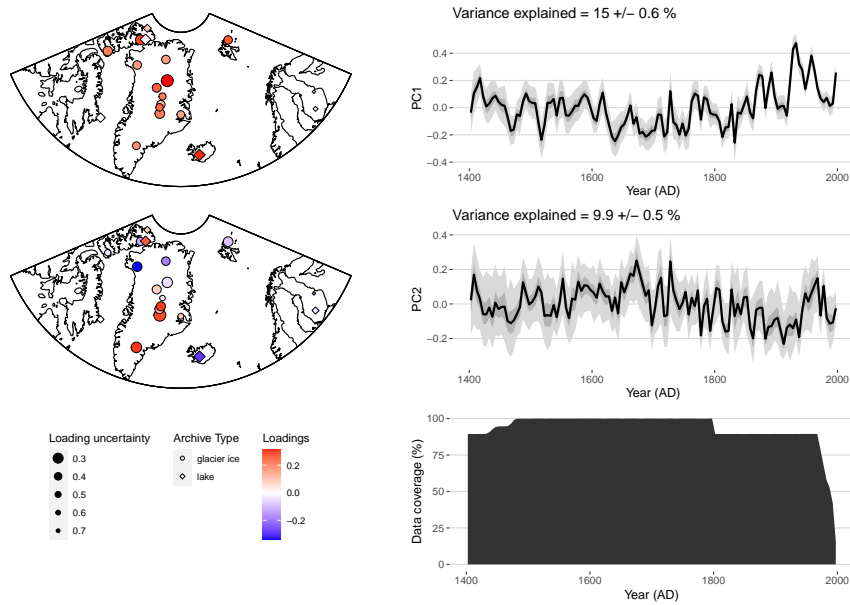 Variance explained = 15 +/- 0.6 %
PC1
0.4
0.2
0.0
−0.2
−0.4
1400
1600
1800
2000
Year (AD)
Variance explained = 9.9 +/- 0.5 %
PC2
0.4
0.2
0.0
−0.2
1400
1600
1800
2000
Year (AD)
Loading uncertainty
0.3
0.4
0.5
0.6
0.7
Archive Type
glacier ice
lake
Loadings
0.2
0.0
−0.2
Data coverage (%)
100
75
50
25
0
1400
1600
1800
2000
Year (AD)